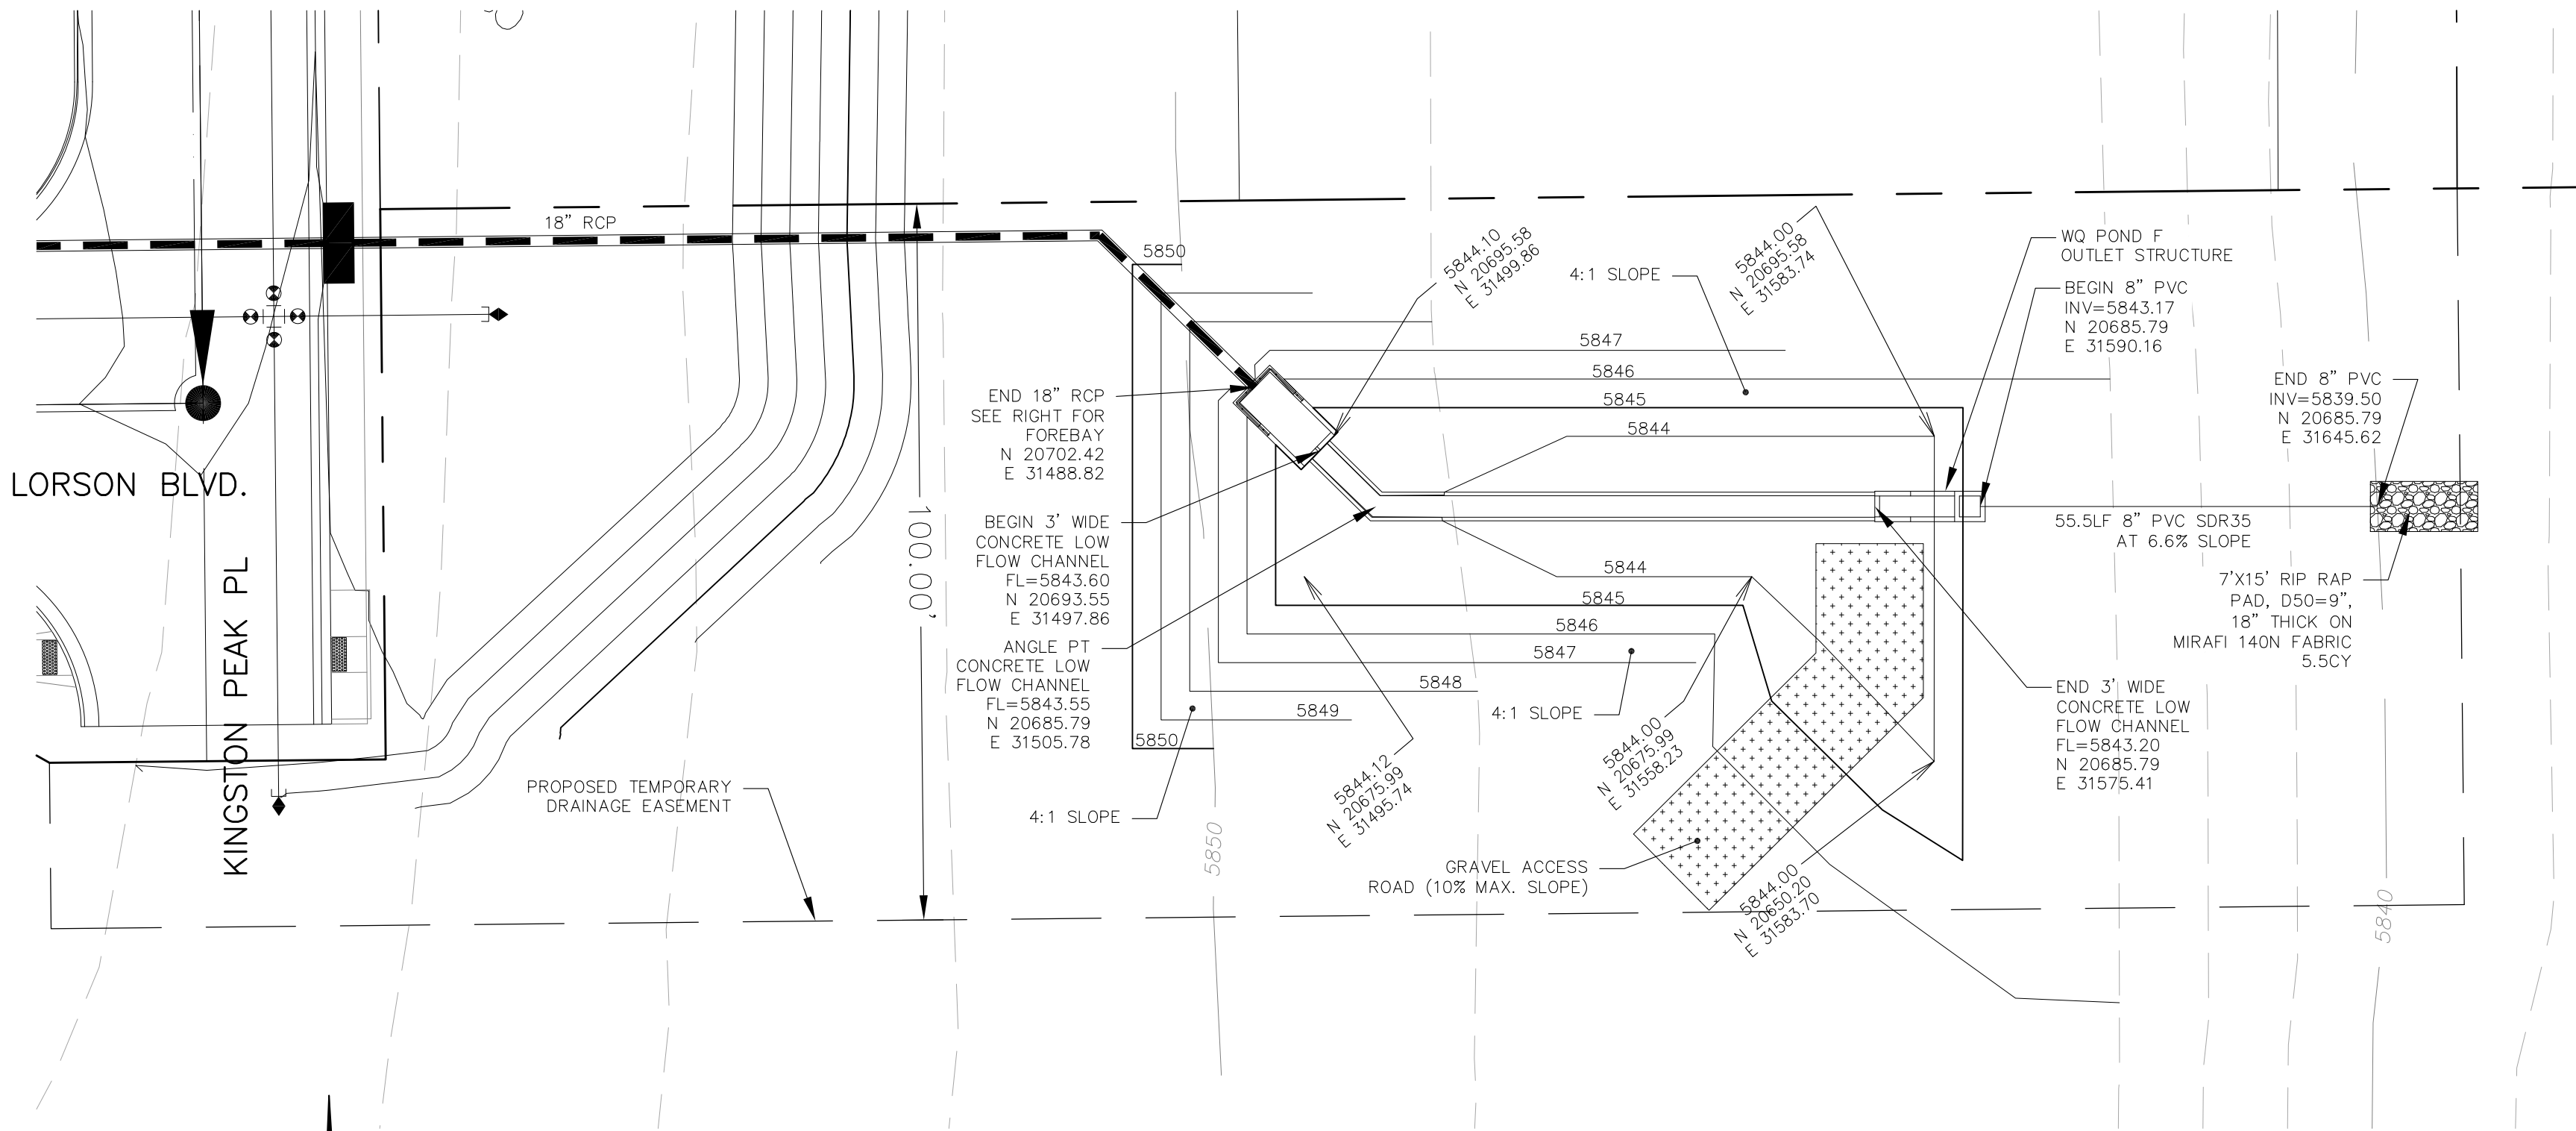 18" RCP
LORSON BLVD.
KINGSTON PEAK PL
PROPOSED TEMPORARY
DRAINAGE EASEMENT
100.00'
5850
END 18" RCP
SEE RIGHT FOR
FOREBAY
N 20702.42
E 31488.82
BEGIN 3' WIDE
CONCRETE LOW
FLOW CHANNEL
FL=5843.60
N 20693.55
E 31497.86
ANGLE PT
CONCRETE LOW
FLOW CHANNEL
FL=5843.55
N 20685.79
E 31505.78
5850
4:1 SLOPE
5850
5844.10
N 20695.58
E 31499.86
4:1 SLOPE
5844.00
N 20695.58
E 31583.74
5847
5846
5845
5844
5844
5845
5846
5847
5848
5849
4:1 SLOPE
5844.12
N 20675.99
E 31495.74
5844.00
N 20675.99
E 31558.23
GRAVEL ACCESS
ROAD (10% MAX. SLOPE)
5844.00
N 20650.20
E 31583.70
WQ POND F
OUTLET STRUCTURE
BEGIN 8" PVC
INV=5843.17
N 20685.79
E 31590.16
END 8" PVC
INV=5839.50
N 20685.79
E 31645.62
55.5LF 8" PVC SDR35
AT 6.6% SLOPE
7'X15' RIP RAP
PAD, D50=9",
18" THICK ON
MIRAFI 140N FABRIC
5.5CY
END 3' WIDE
CONCRETE LOW
FLOW CHANNEL
FL=5843.20
N 20685.79
E 31575.41
5840